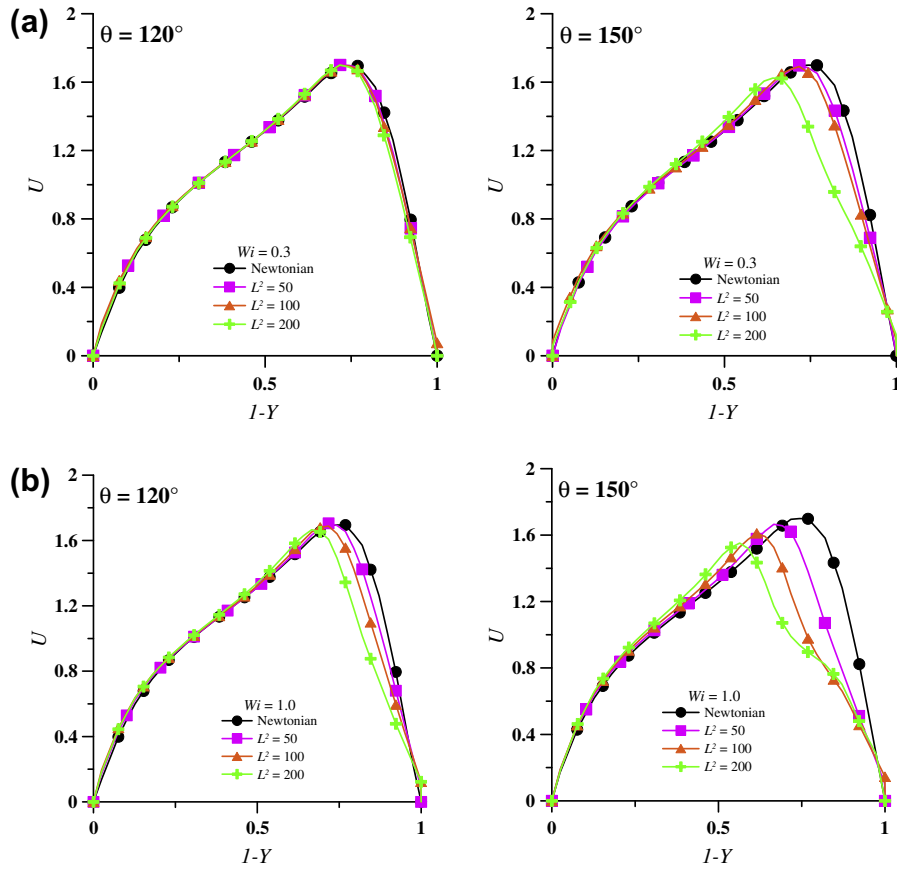 (a)
θ = 120°
2
1.6
1.2
U
0.8
0.4
0
Wi = 0.3
Newtonian
L² = 50
L² = 100
L² = 200
0
0.5
1
1-Y
θ = 150°
2
1.6
1.2
U
0.8
0.4
0
Wi = 0.3
Newtonian
L² = 50
L² = 100
L² = 200
0
0.5
1
1-Y
(b)
θ = 120°
2
1.6
1.2
U
0.8
0.4
0
Wi = 1.0
Newtonian
L² = 50
L² = 100
L² = 200
0
0.5
1
1-Y
θ = 150°
2
1.6
1.2
U
0.8
0.4
0
Wi = 1.0
Newtonian
L² = 50
L² = 100
L² = 200
0
0.5
1
1-Y